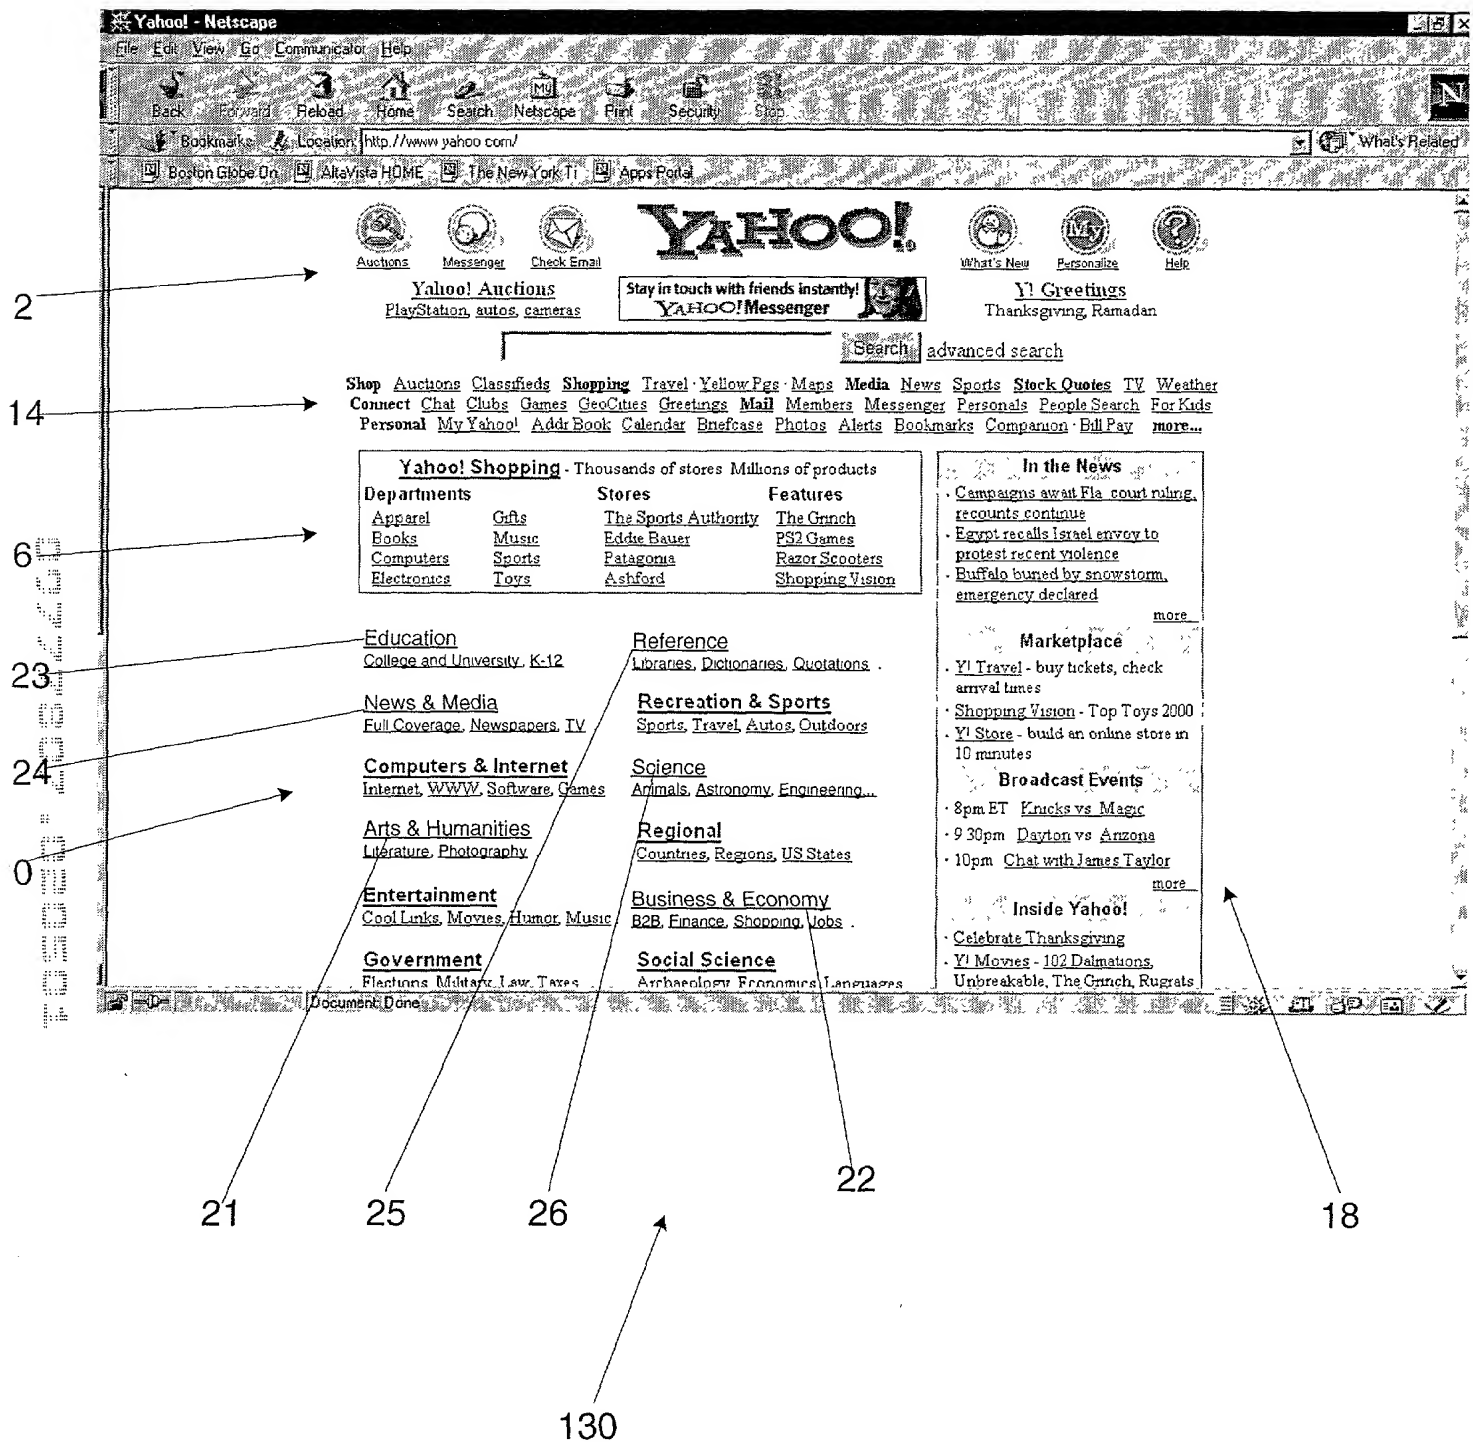 Yahoo! - Netscape
File Edit View Go Communicator Help
Back Forward Reload Home Search Netscape Print Security Stop
Bookmarks Location: http://www yahoo com/ What's Related
Boston Globe On AltaVista HOME The New York Ti Apps Portal
Auctions Messenger Check Email YAHOO! What's New Personalize Help
2
Yahoo! Auctions
PlayStation, autos, cameras
Stay in touch with friends instantly!
YAHOO! Messenger
Y! Greetings
Thanksgiving, Ramadan
Search advanced search
14
Shop Auctions Classifieds Shopping Travel · Yellow Pgs · Maps Media News Sports Stock Quotes TV Weather
Connect Chat Clubs Games GeoCities Greetings Mail Members Messenger Personals People Search For Kids
Personal My Yahoo! Addr Book Calendar Briefcase Photos Alerts Bookmarks Companion · Bill Pay more...
6
Yahoo! Shopping - Thousands of stores Millions of products
Departments Stores Features
Apparel Gifts The Sports Authority The Grinch
Books Music Eddie Bauer PS2 Games
Computers Sports Patagonia Razor Scooters
Electronics Toys Ashford Shopping Vision
In the News
· Campaigns await Fla court ruling,
recounts continue
· Egypt recalls Israel envoy to
protest recent violence
· Buffalo buried by snowstorm,
emergency declared
more
Marketplace
· Y! Travel - buy tickets, check
arrival times
· Shopping Vision - Top Toys 2000
· Y! Store - build an online store in
10 minutes
Broadcast Events
· 8pm ET Knicks vs Magic
· 9 30pm Dayton vs Arizona
· 10pm Chat with James Taylor
more
Inside Yahoo!
· Celebrate Thanksgiving
· Y! Movies - 102 Dalmations,
Unbreakable, The Grinch, Rugrats
23
Education
College and University, K-12
Reference
Libraries, Dictionaries, Quotations .
24
News & Media
Full Coverage, Newspapers, TV
Recreation & Sports
Sports, Travel, Autos, Outdoors
Computers & Internet
Internet, WWW, Software, Games
Science
Animals, Astronomy, Engineering...
0
Arts & Humanities
Literature, Photography
Regional
Countries, Regions, US States
Entertainment
Cool Links, Movies, Humor, Music .
Business & Economy
B2B, Finance, Shopping, Jobs .
Government
Elections Military Law Taxes
Social Science
Archaeology Economics Languages
Document Done
21 25 26 22 18
130